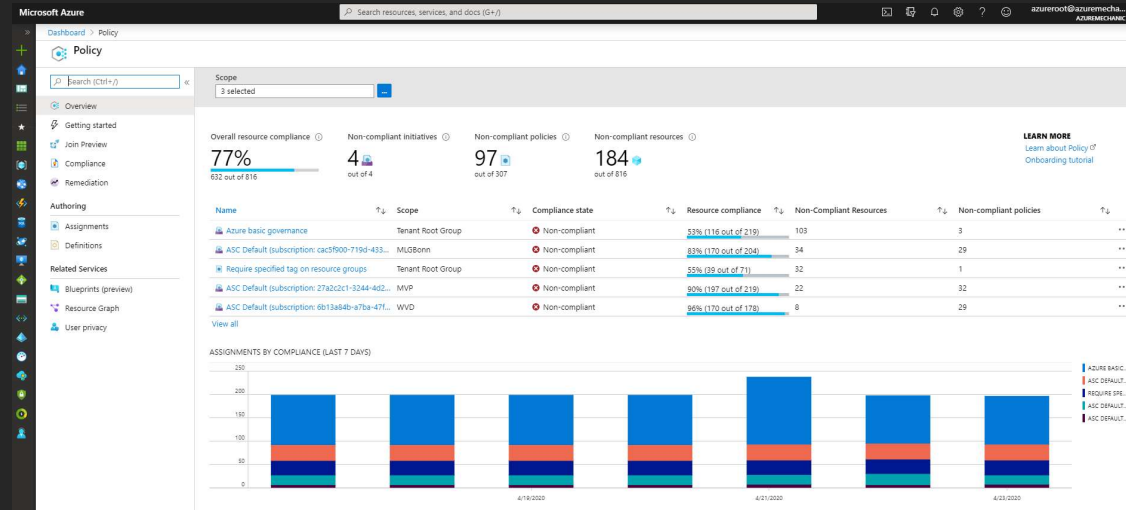 Microsoft Azure
Search resources, services, and docs (G+/)
azureroot@azuremecha...
AZUREMECHANIC
Dashboard > Policy
Policy
Search (Ctrl+/)
Overview
Getting started
Join Preview
Compliance
Remediation
Authoring
Assignments
Definitions
Related Services
Blueprints (preview)
Resource Graph
User privacy
Scope
3 selected
Overall resource compliance
77%
632 out of 816
Non-compliant initiatives
4
out of 4
Non-compliant policies
97
out of 307
Non-compliant resources
184
out of 816
LEARN MORE
Learn about Policy
Onboarding tutorial
Name Scope Compliance state Resource compliance Non-Compliant Resources Non-compliant policies
Azure basic governance Tenant Root Group Non-compliant 53% (116 out of 219) 103 3
ASC Default (subscription: cac5f900-719d-433... MLGBonn Non-compliant 83% (170 out of 204) 34 29
Require specified tag on resource groups Tenant Root Group Non-compliant 55% (39 out of 71) 32 1
ASC Default (subscription: 27a2c2c1-3244-4d2... MVP Non-compliant 90% (197 out of 219) 22 32
ASC Default (subscription: 6b13a84b-a7ba-47f... WVD Non-compliant 96% (170 out of 178) 8 29
View all
ASSIGNMENTS BY COMPLIANCE (LAST 7 DAYS)
250
200
150
100
50
0
4/19/2020
4/21/2020
4/23/2020
AZURE BASIC...
ASC DEFAULT...
REQUIRE SPE...
ASC DEFAULT...
ASC DEFAULT...